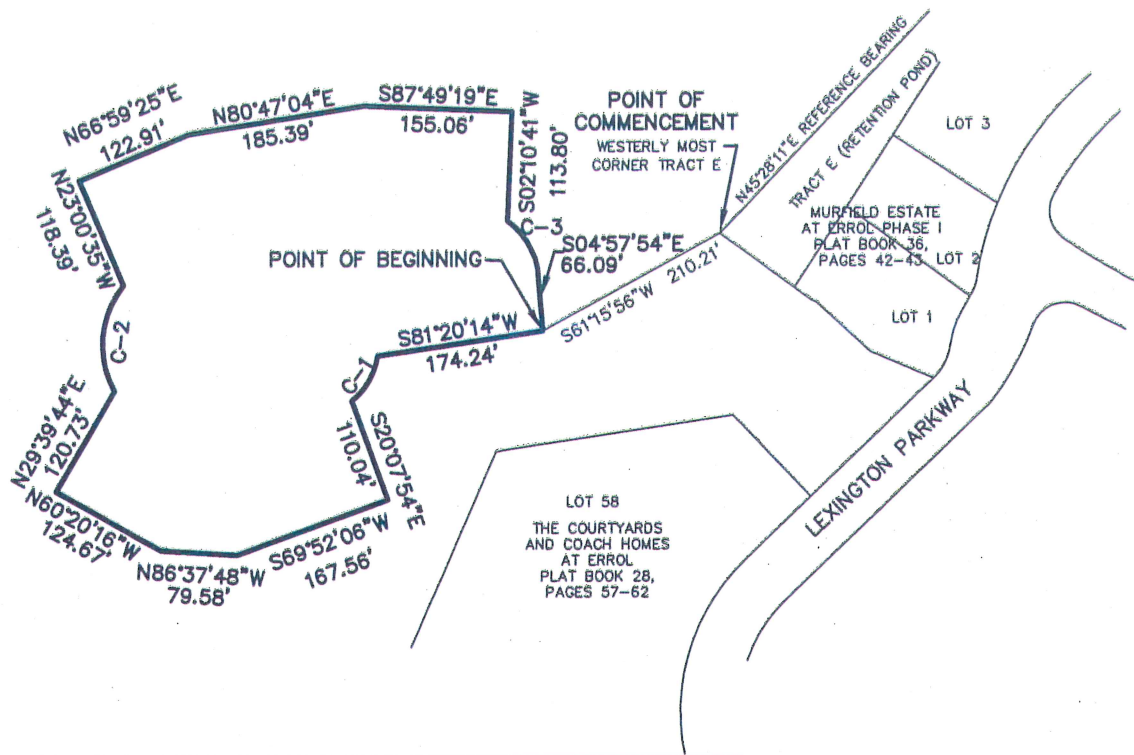 N66°59'25"E
122.91'
N80°47'04"E
185.39'
S87°49'19"E
155.06'
S02°10'41"W
113.80'
POINT OF
COMMENCEMENT
WESTERLY MOST
CORNER TRACT E
N45°28'11"E REFERENCE BEARING
TRACT E (RETENTION POND)
LOT 3
MURFIELD ESTATE
AT ERROL PHASE I
PLAT BOOK 36,
PAGES 42-43
LOT 2
LOT 1
N23°00'35"W
118.39'
C-3
S04°57'54"E
66.09'
POINT OF BEGINNING
S61°15'56"W 210.21'
C-2
S81°20'14"W
174.24'
C-1
N29°39'44"E
120.73'
S20°07'54"E
110.04'
N60°20'16"W
124.67'
N86°37'48"W
79.58'
S69°52'06"W
167.56'
LOT 58
THE COURTYARDS
AND COACH HOMES
AT ERROL
PLAT BOOK 28,
PAGES 57-62
LEXINGTON PARKWAY